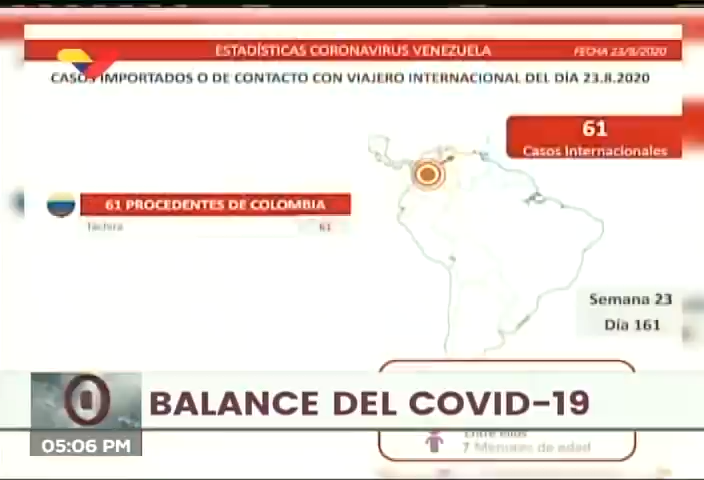 ESTADÍSTICAS CORONAVIRUS VENEZUELA
FECHA 23/8/2020
CASOS IMPORTADOS O DE CONTACTO CON VIAJERO INTERNACIONAL DEL DÍA 23.8.2020
61
Casos Internacionales
61 PROCEDENTES DE COLOMBIA
Táchira 61
Semana 23
Día 161
BALANCE DEL COVID-19
05:06 PM
Entre ellos
7 Menores de edad